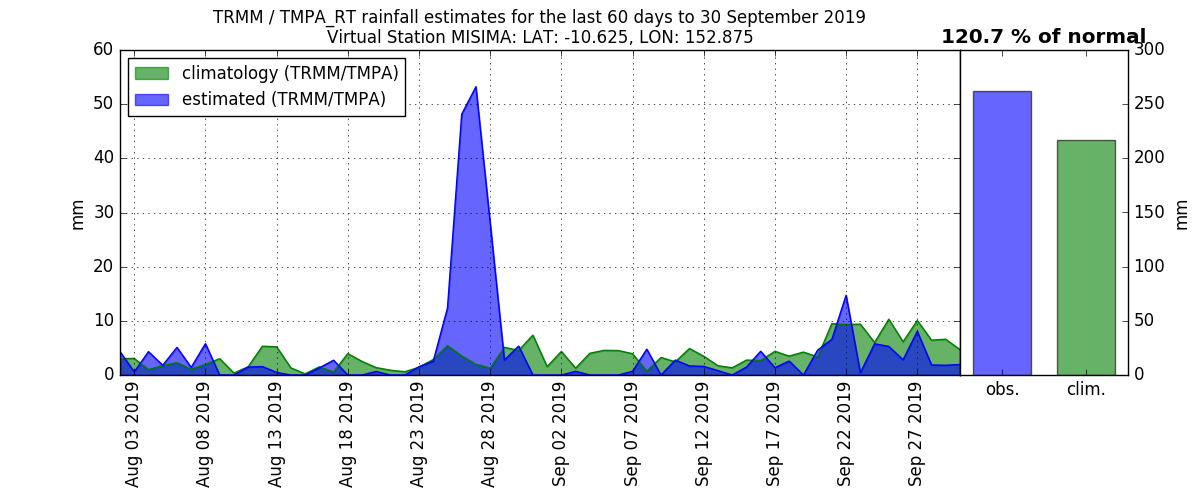 TRMM / TMPA_RT rainfall estimates for the last 60 days to 30 September 2019
Virtual Station MISIMA: LAT: -10.625, LON: 152.875
120.7 % of normal
climatology (TRMM/TMPA)
estimated (TRMM/TMPA)
60
50
40
30
20
10
0
mm
Aug 03 2019
Aug 08 2019
Aug 13 2019
Aug 18 2019
Aug 23 2019
Aug 28 2019
Sep 02 2019
Sep 07 2019
Sep 12 2019
Sep 17 2019
Sep 22 2019
Sep 27 2019
300
250
200
150
100
50
0
mm
obs.
clim.